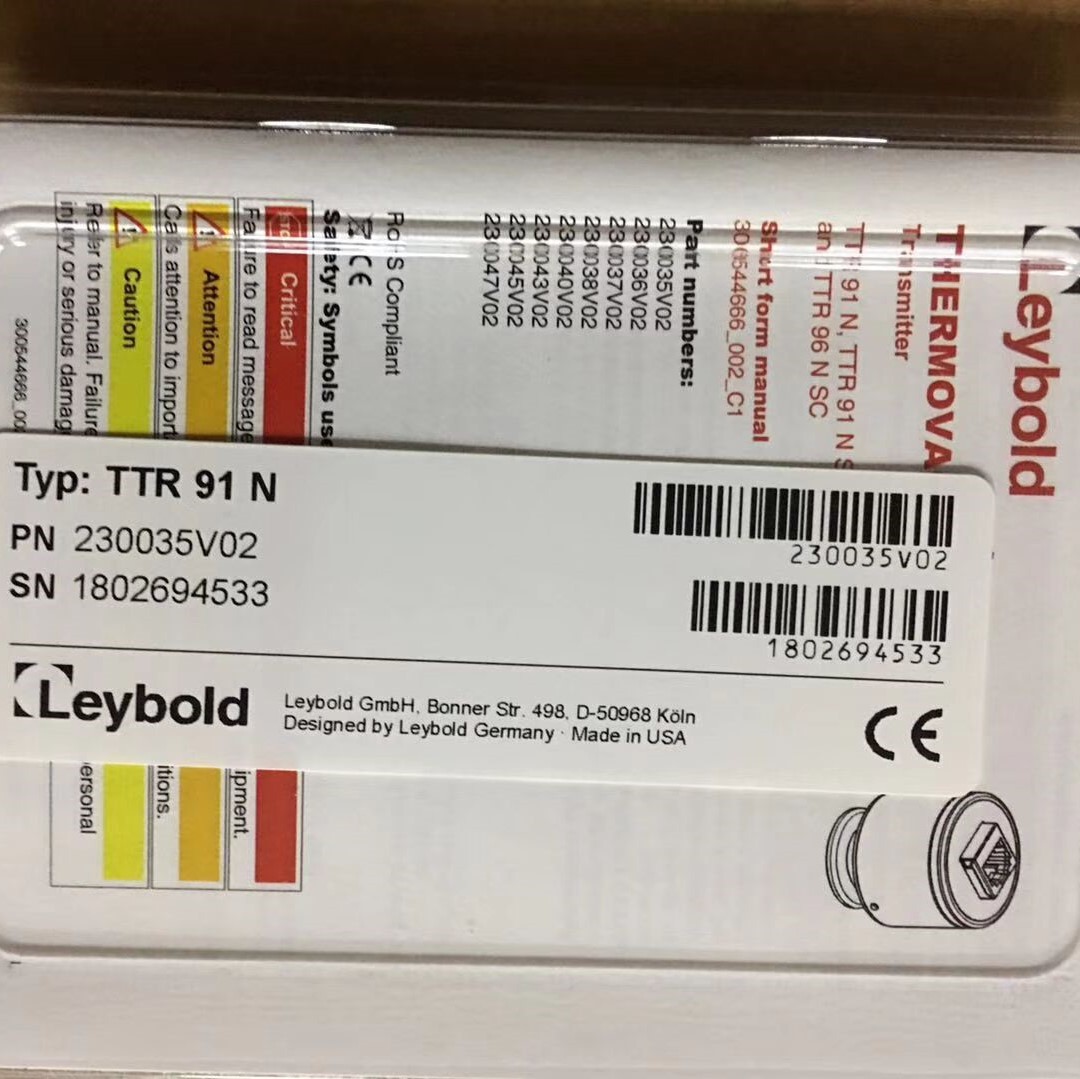 Leybold
THERMOVA
Transmitter
TTR 91 N, TTR 91 N S
and TTR 96 N SC
Short form manual
300544666_002_C1
Part numbers:
230035V02
230036V02
230037V02
230038V02
230040V02
230043V02
230045V02
230047V02
RoHS Compliant
CE
Safety: Symbols use
STOP Critical
Failure to read message
ipment.
Attention
Calls attention to import
itions.
Caution
Refer to manual. Failure
ersonal
injury or serious damag
300544666_00
Typ: TTR 91 N
PN 230035V02
SN 1802694533
230035V02
1802694533
Leybold
Leybold GmbH, Bonner Str. 498, D-50968 Köln
Designed by Leybold Germany · Made in USA
CE